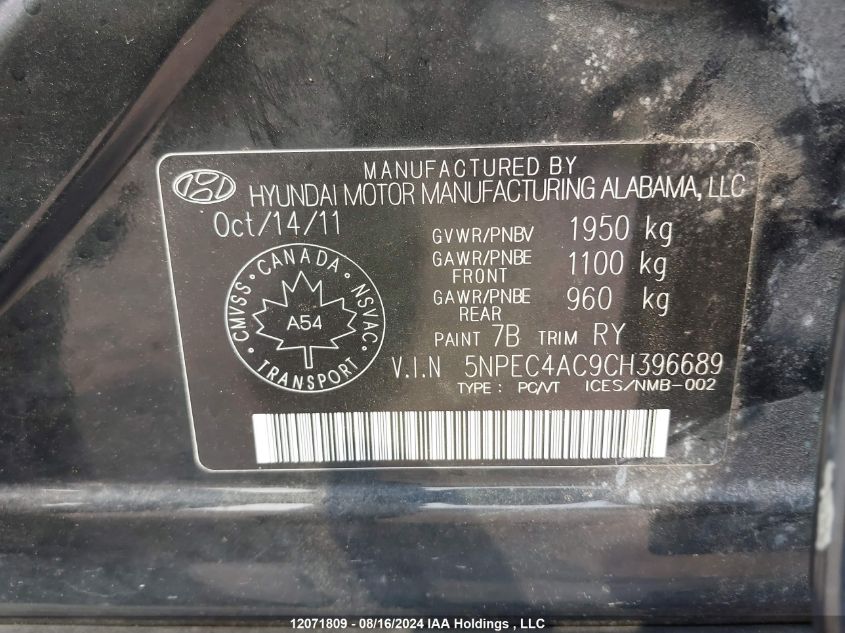 MANUFACTURED BY
HYUNDAI MOTOR MANUFACTURING ALABAMA, LLC
Oct/14/11
GVWR/PNBV 1950 kg
GAWR/PNBE FRONT 1100 kg
GAWR/PNBE REAR 960 kg
CANADA
CMVSS NSVAC
A54
TRANSPORT
PAINT 7B TRIM RY
V.I.N 5NPEC4AC9CH396689
TYPE : PC/VT ICES/NMB-002
12071809 - 08/16/2024 IAA Holdings , LLC